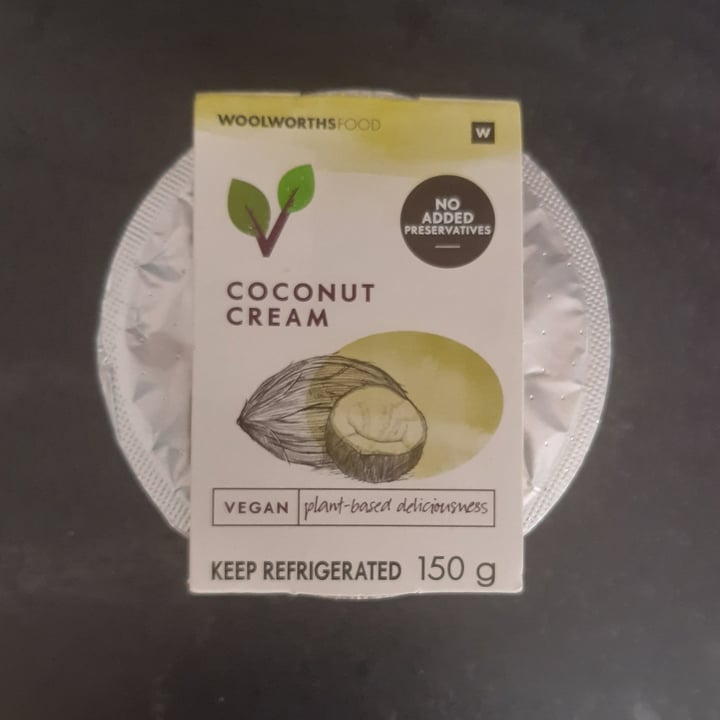 WOOLWORTHSFOOD
W
NO
ADDED
PRESERVATIVES
COCONUT
CREAM
VEGAN plant-based deliciousness
KEEP REFRIGERATED 150 g